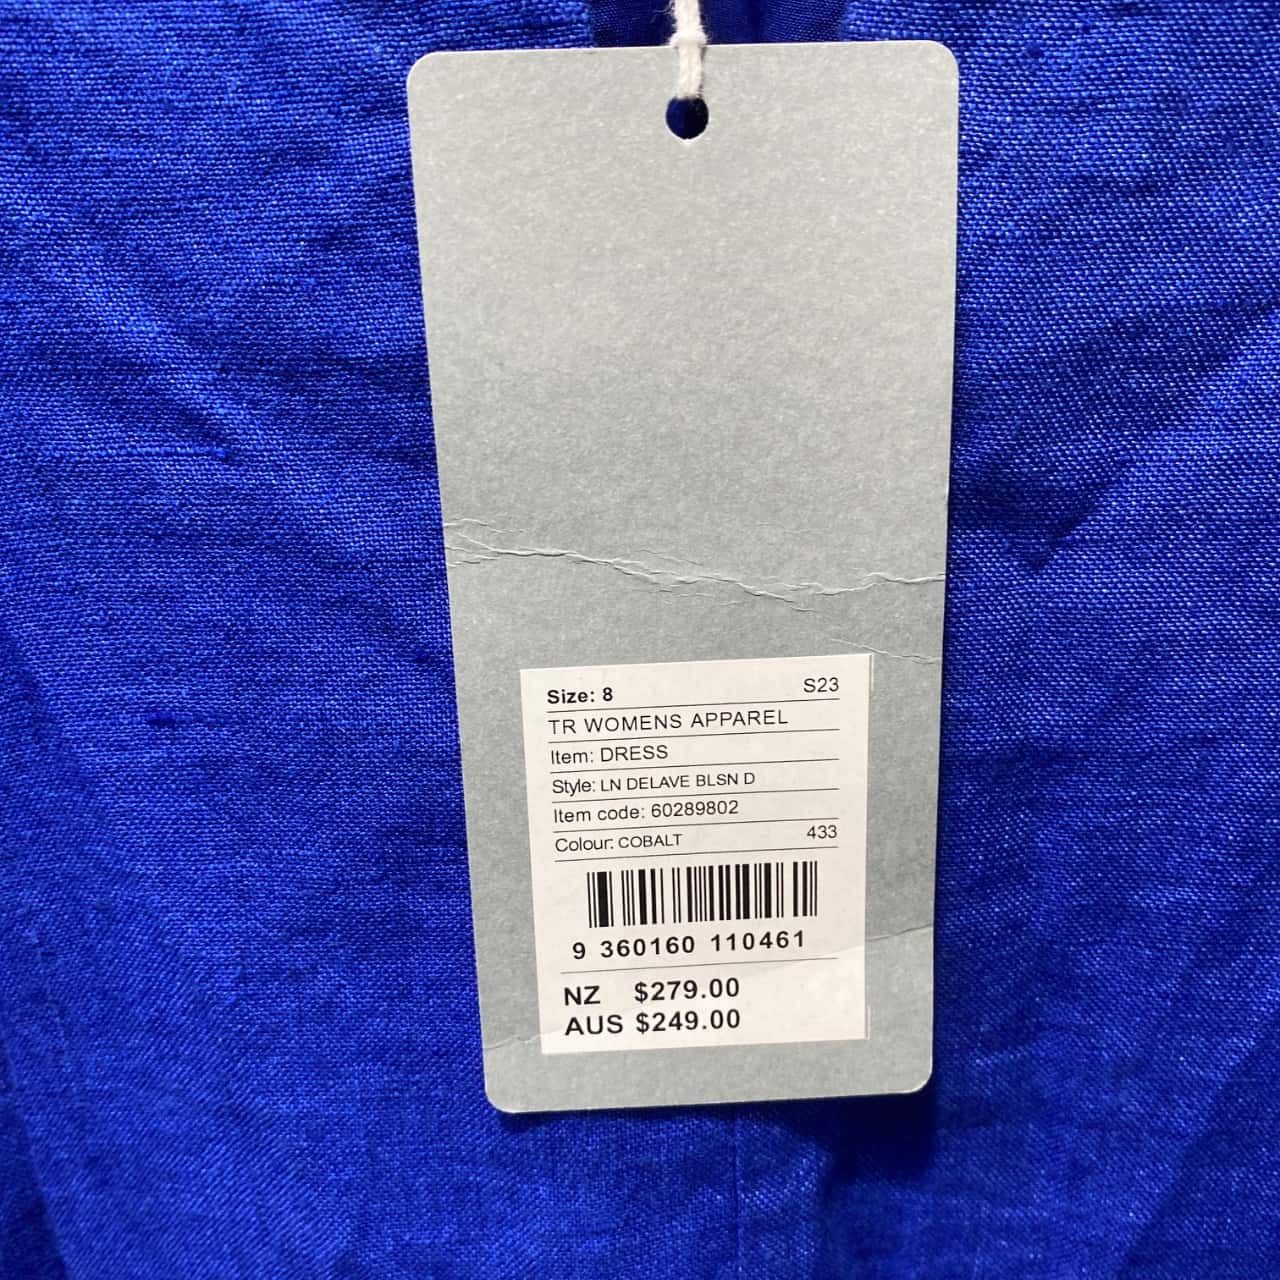 Size: 8 S23
TR WOMENS APPAREL
Item: DRESS
Style: LN DELAVE BLSN D
Item code: 60289802
Colour: COBALT 433
9 360160 110461
NZ $279.00
AUS $249.00